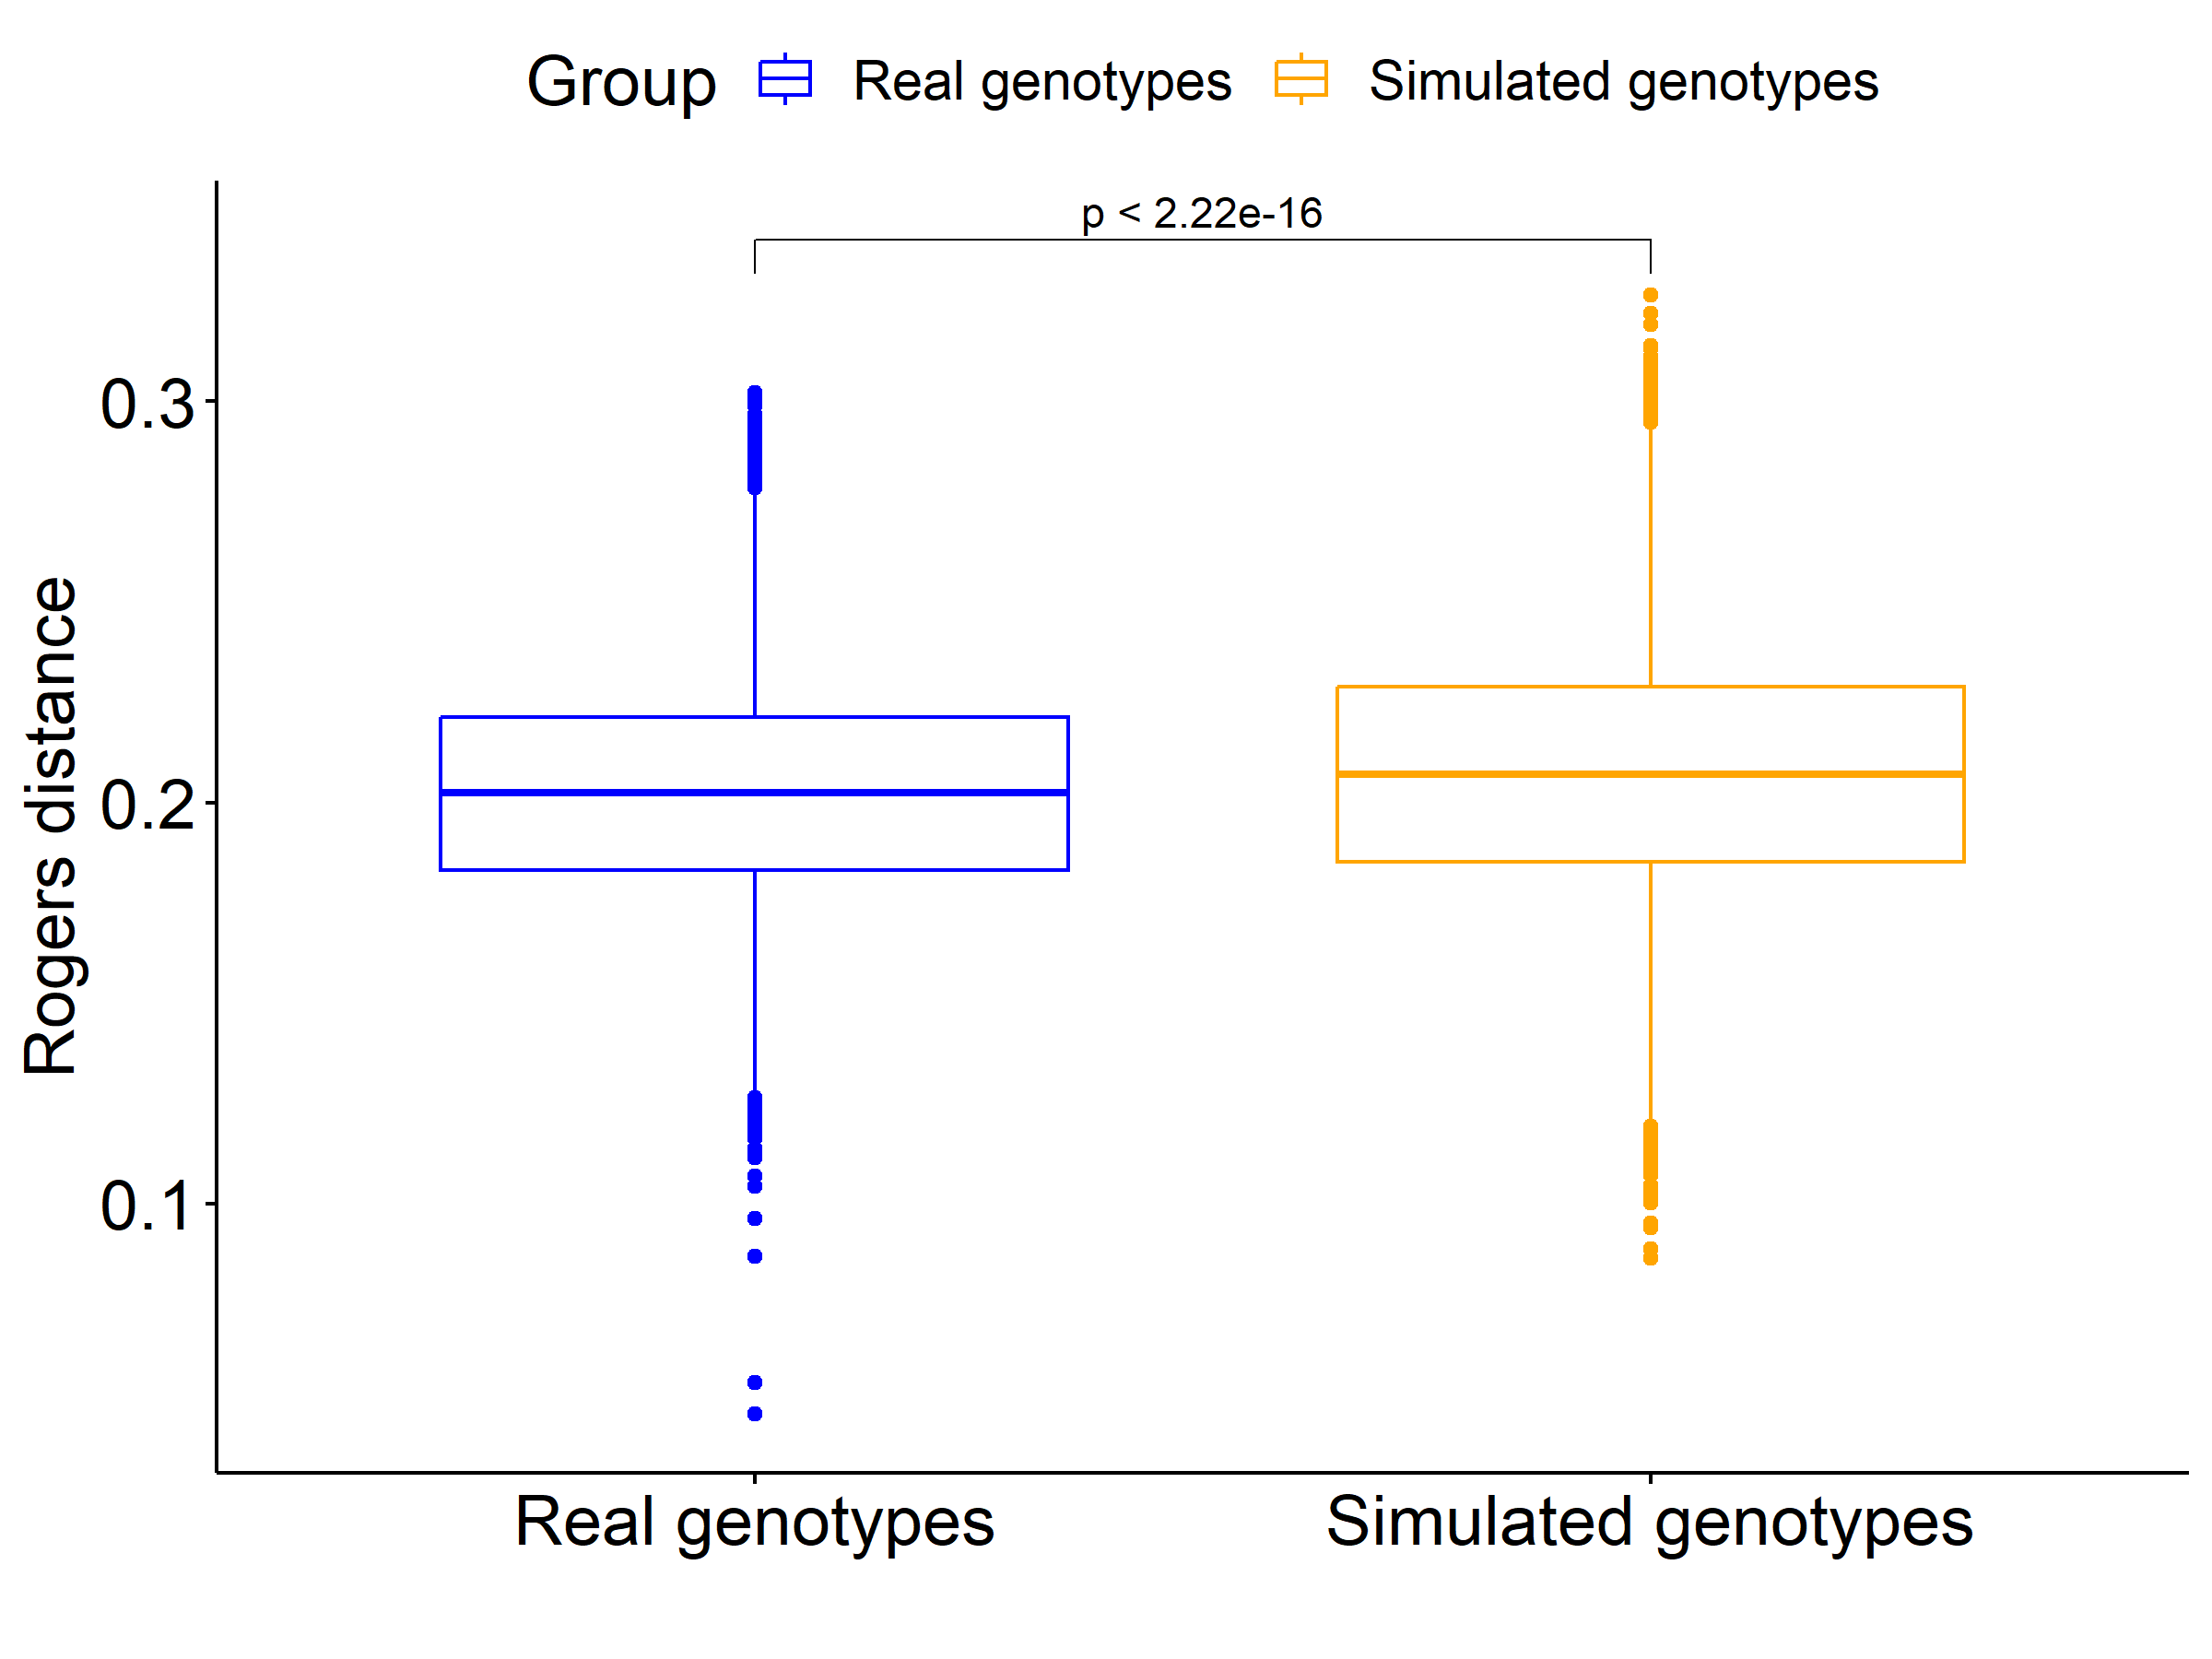 Group Real genotypes Simulated genotypes
p < 2.22e-16
0.3
0.2
0.1
Rogers distance
Real genotypes Simulated genotypes